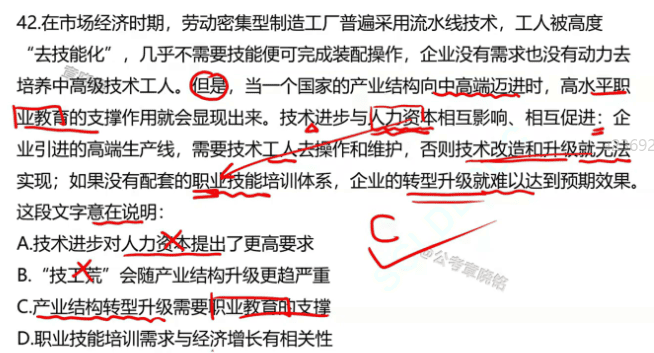 42.在市场经济时期，劳动密集型制造工厂普遍采用流水线技术，工人被高度
“去技能化”，几乎不需要技能便可完成装配操作，企业没有需求也没有动力去
培养中高级技术工人。但是，当一个国家的产业结构向中高端迈进时，高水平职
业教育的支撑作用就会显现出来。技术进步与人力资本相互影响、相互促进：企
业引进的高端生产线，需要技术工人去操作和维护，否则技术改造和升级就无法
实现；如果没有配套的职业技能培训体系，企业的转型升级就难以达到预期效果。
这段文字意在说明：
A.技术进步对人力资本提出了更高要求
B.“技工荒”会随产业结构升级更趋严重
C.产业结构转型升级需要职业教育的支撑
D.职业技能培训需求与经济增长有相关性
C
@公考章晓铭